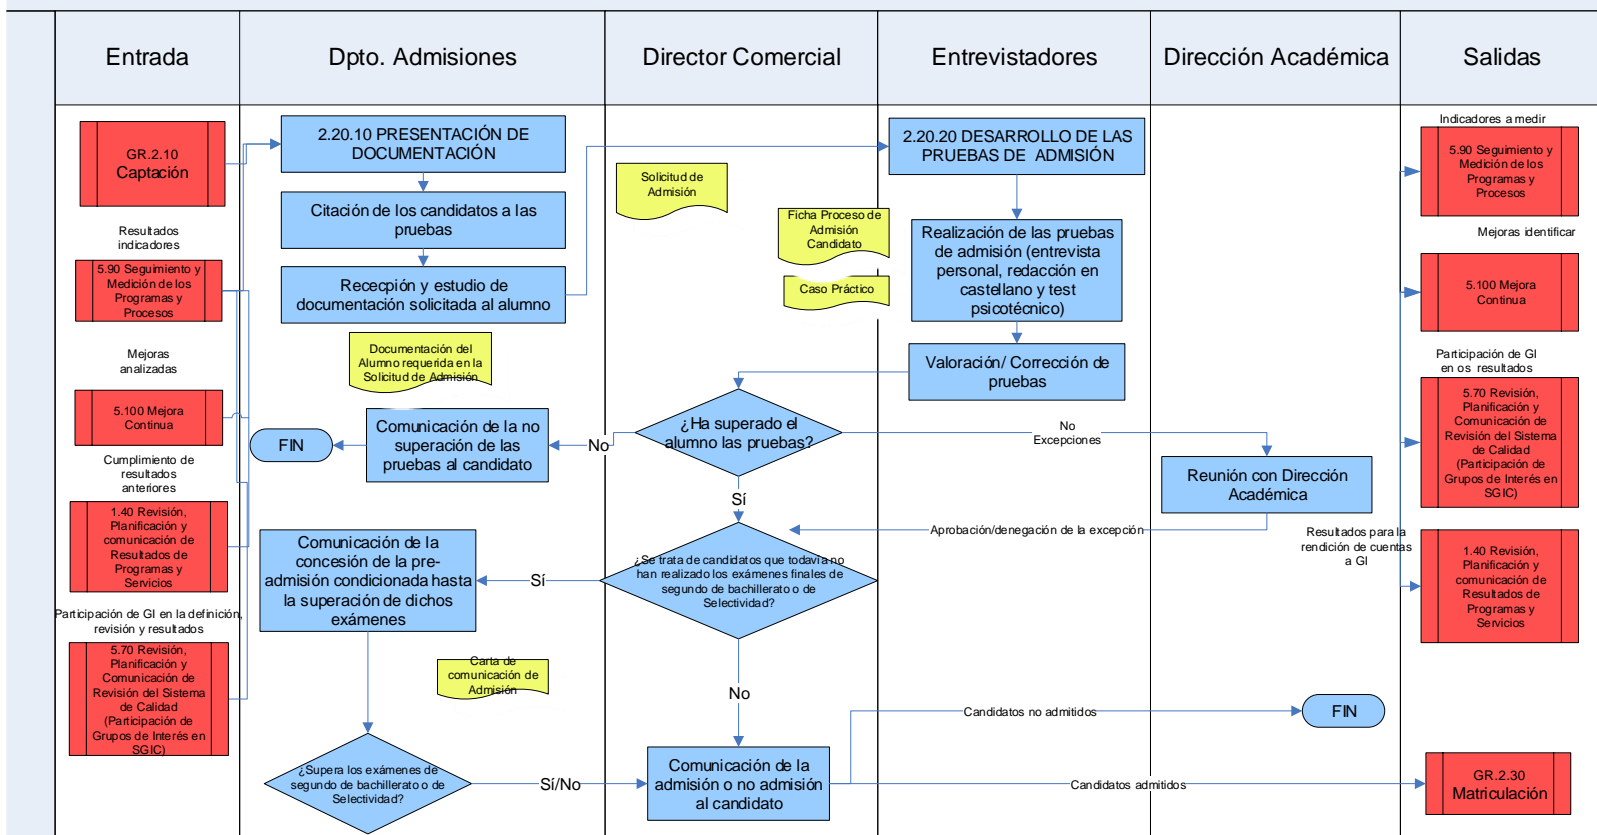 Entrada
Dpto. Admisiones
Director Comercial
Entrevistadores
Dirección Académica
Salidas
GR.2.10
Captación
Resultados
indicadores
5.90 Seguimiento y
Medición de los
Programas y
Procesos
Mejoras
analizadas
5.100 Mejora
Continua
Cumplimiento de
resultados
anteriores
1.40 Revisión,
Planificación y
comunicación de
Resultados de
Programas y
Servicios
Participación de GI en la definición,
revisión y resultados
5.70 Revisión,
Planificación y
Comunicación de
Revisión del Sistema
de Calidad
(Participación de
Grupos de Interés en
SGIC)
2.20.10 PRESENTACIÓN DE
DOCUMENTACIÓN
Citación de los candidatos a las
pruebas
Rececpión y estudio de
documentación solicitada al alumno
Documentación del
Alumno requerida en la
Solicitud de Admisión
FIN
Comunicación de la no
superación de las
pruebas al candidato
No
Comunicación de la
concesión de la pre-
admisión condicionada hasta
la superación de dichos
exámenes
Sí
Carta de
comunicación de
Admisión
¿Supera los exámenes de
segundo de bachillerato o de
Selectividad?
Sí/No
Solicitud de
Admisión
Ficha Proceso de
Admisión
Candidato
Caso Práctico
¿Ha superado el
alumno las pruebas?
Sí
¿Se trata de candidatos que todavía no
han realizado los exámenes finales de
segundo de bachillerato o de
Selectividad?
No
Comunicación de la
admisión o no admisión
al candidato
2.20.20 DESARROLLO DE LAS
PRUEBAS DE ADMISIÓN
Realización de las pruebas
de admisión (entrevista
personal, redacción en
castellano y test
psicotécnico)
Valoración/ Corrección de
pruebas
No
Excepciones
Reunión con Dirección
Académica
Aprobación/denegación de la excepción
Candidatos no admitidos
FIN
Candidatos admitidos
Indicadores a medir
5.90 Seguimiento y
Medición de los
Programas y
Procesos
Mejoras identificar
5.100 Mejora
Continua
Participación de GI
en os resultados
5.70 Revisión,
Planificación y
Comunicación de
Revisión del Sistema
de Calidad
(Participación de
Grupos de Interés en
SGIC)
Resultados para la
rendición de cuentas
a GI
1.40 Revisión,
Planificación y
comunicación de
Resultados de
Programas y
Servicios
GR.2.30
Matriculación